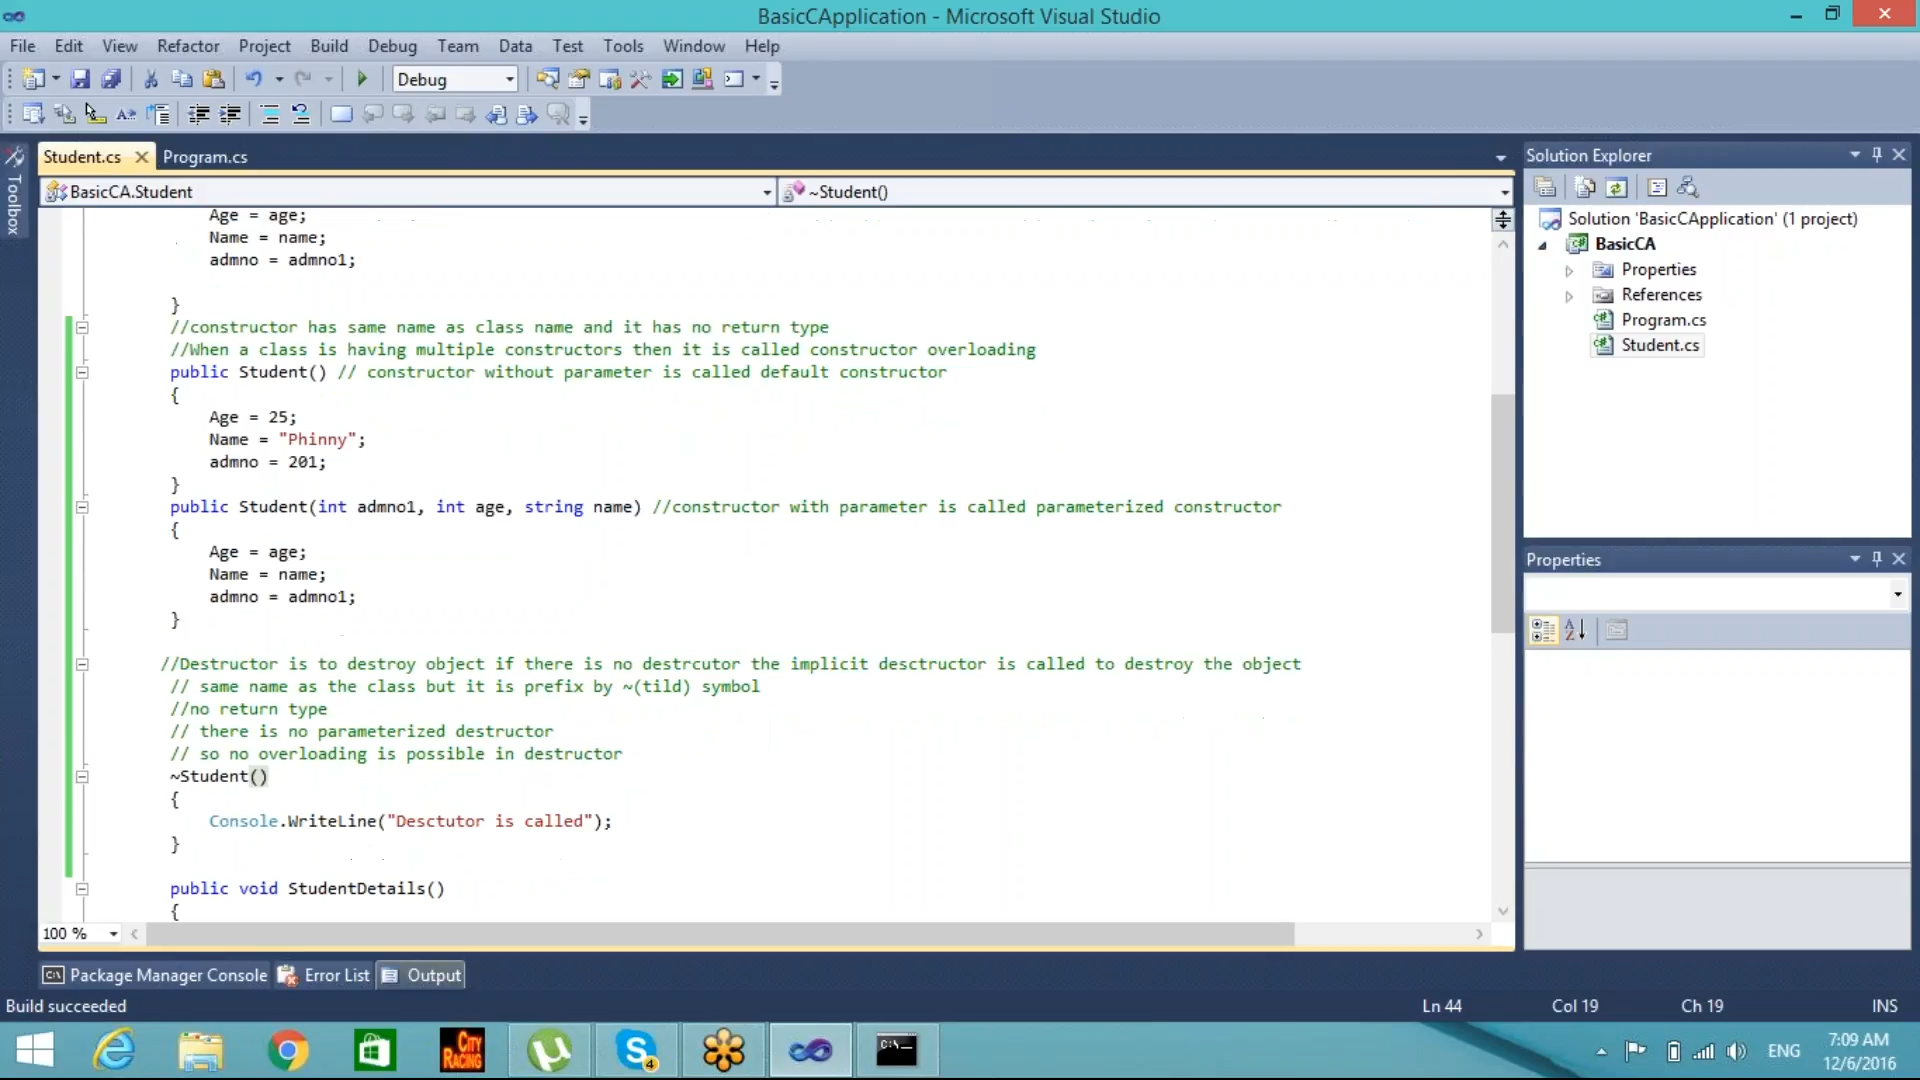 BasicCApplication - Microsoft Visual Studio
File Edit View Refactor Project Build Debug Team Data Test Tools Window Help
Debug
Toolbox
Student.cs Program.cs
BasicCA.Student ~Student()
Age = age;
Name = name;
admno = admno1;
}
//constructor has same name as class name and it has no return type
//When a class is having multiple constructors then it is called constructor overloading
public Student() // constructor without parameter is called default constructor
{
Age = 25;
Name = "Phinny";
admno = 201;
}
public Student(int admno1, int age, string name) //constructor with parameter is called parameterized constructor
{
Age = age;
Name = name;
admno = admno1;
}
//Destructor is to destroy object if there is no destrcutor the implicit desctructor is called to destroy the object
// same name as the class but it is prefix by ~(tild) symbol
//no return type
// there is no parameterized destructor
// so no overloading is possible in destructor
~Student()
{
Console.WriteLine("Desctutor is called");
}
public void StudentDetails()
{
100 %
Solution Explorer
Solution 'BasicCApplication' (1 project)
BasicCA
Properties
References
Program.cs
Student.cs
Properties
Package Manager Console Error List Output
Build succeeded Ln 44 Col 19 Ch 19 INS
CITY RACING
S 4
C:\._
ENG
7:09 AM
12/6/2016